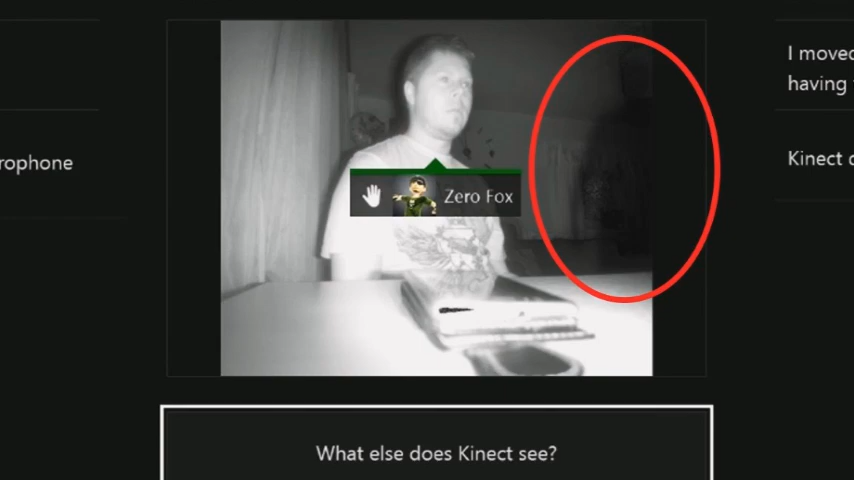 I moved
having
rophone
Zero Fox
Kinect
What else does Kinect see?